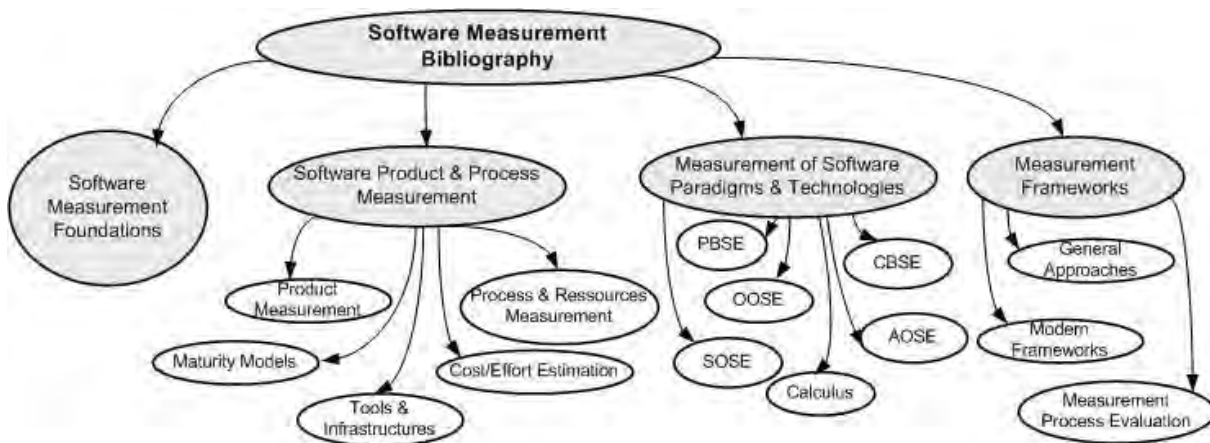 Software Measurement
Bibliography
Software
Measurement
Foundations
Software Product & Process
Measurement
Measurement of Software
Paradigms & Technologies
Measurement
Frameworks
Product
Measurement
Process & Ressources
Measurement
Maturity Models
Cost/Effort Estimation
Tools &
Infrastructures
PBSE
CBSE
OOSE
AOSE
SOSE
Calculus
General
Approaches
Modern
Frameworks
Measurement
Process Evaluation